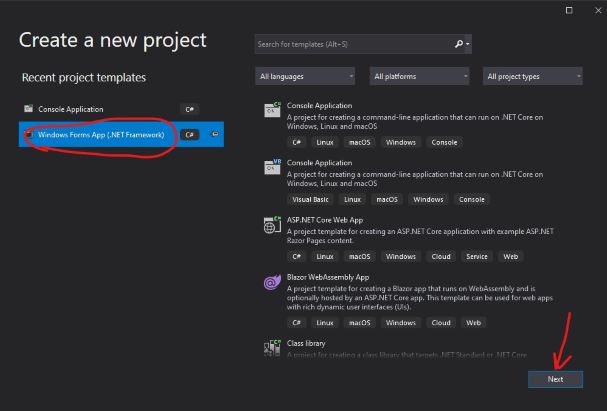 Create a new project
Search for templates (Alt+S)
Recent project templates
All languages
All platforms
All project types
Console Application C#
Windows Forms App (.NET Framework) C#
Console Application
A project for creating a command-line application that can run on .NET Core on
Windows, Linux and macOS
C# Linux macOS Windows Console
Console Application
A project for creating a command-line application that can run on .NET Core on
Windows, Linux and macOS
Visual Basic Linux macOS Windows Console
ASP.NET Core Web App
A project template for creating an ASP.NET Core application with example ASP.NET
Razor Pages content.
C# Linux macOS Windows Cloud Service Web
Blazor WebAssembly App
A project template for creating a Blazor app that runs on WebAssembly and is
optionally hosted by an ASP.NET Core app. This template can be used for web apps
with rich dynamic user interfaces (UIs).
C# Linux macOS Windows Cloud Web
Class library
A project for creating a class library that targets .NET Standard or .NET Core
Next